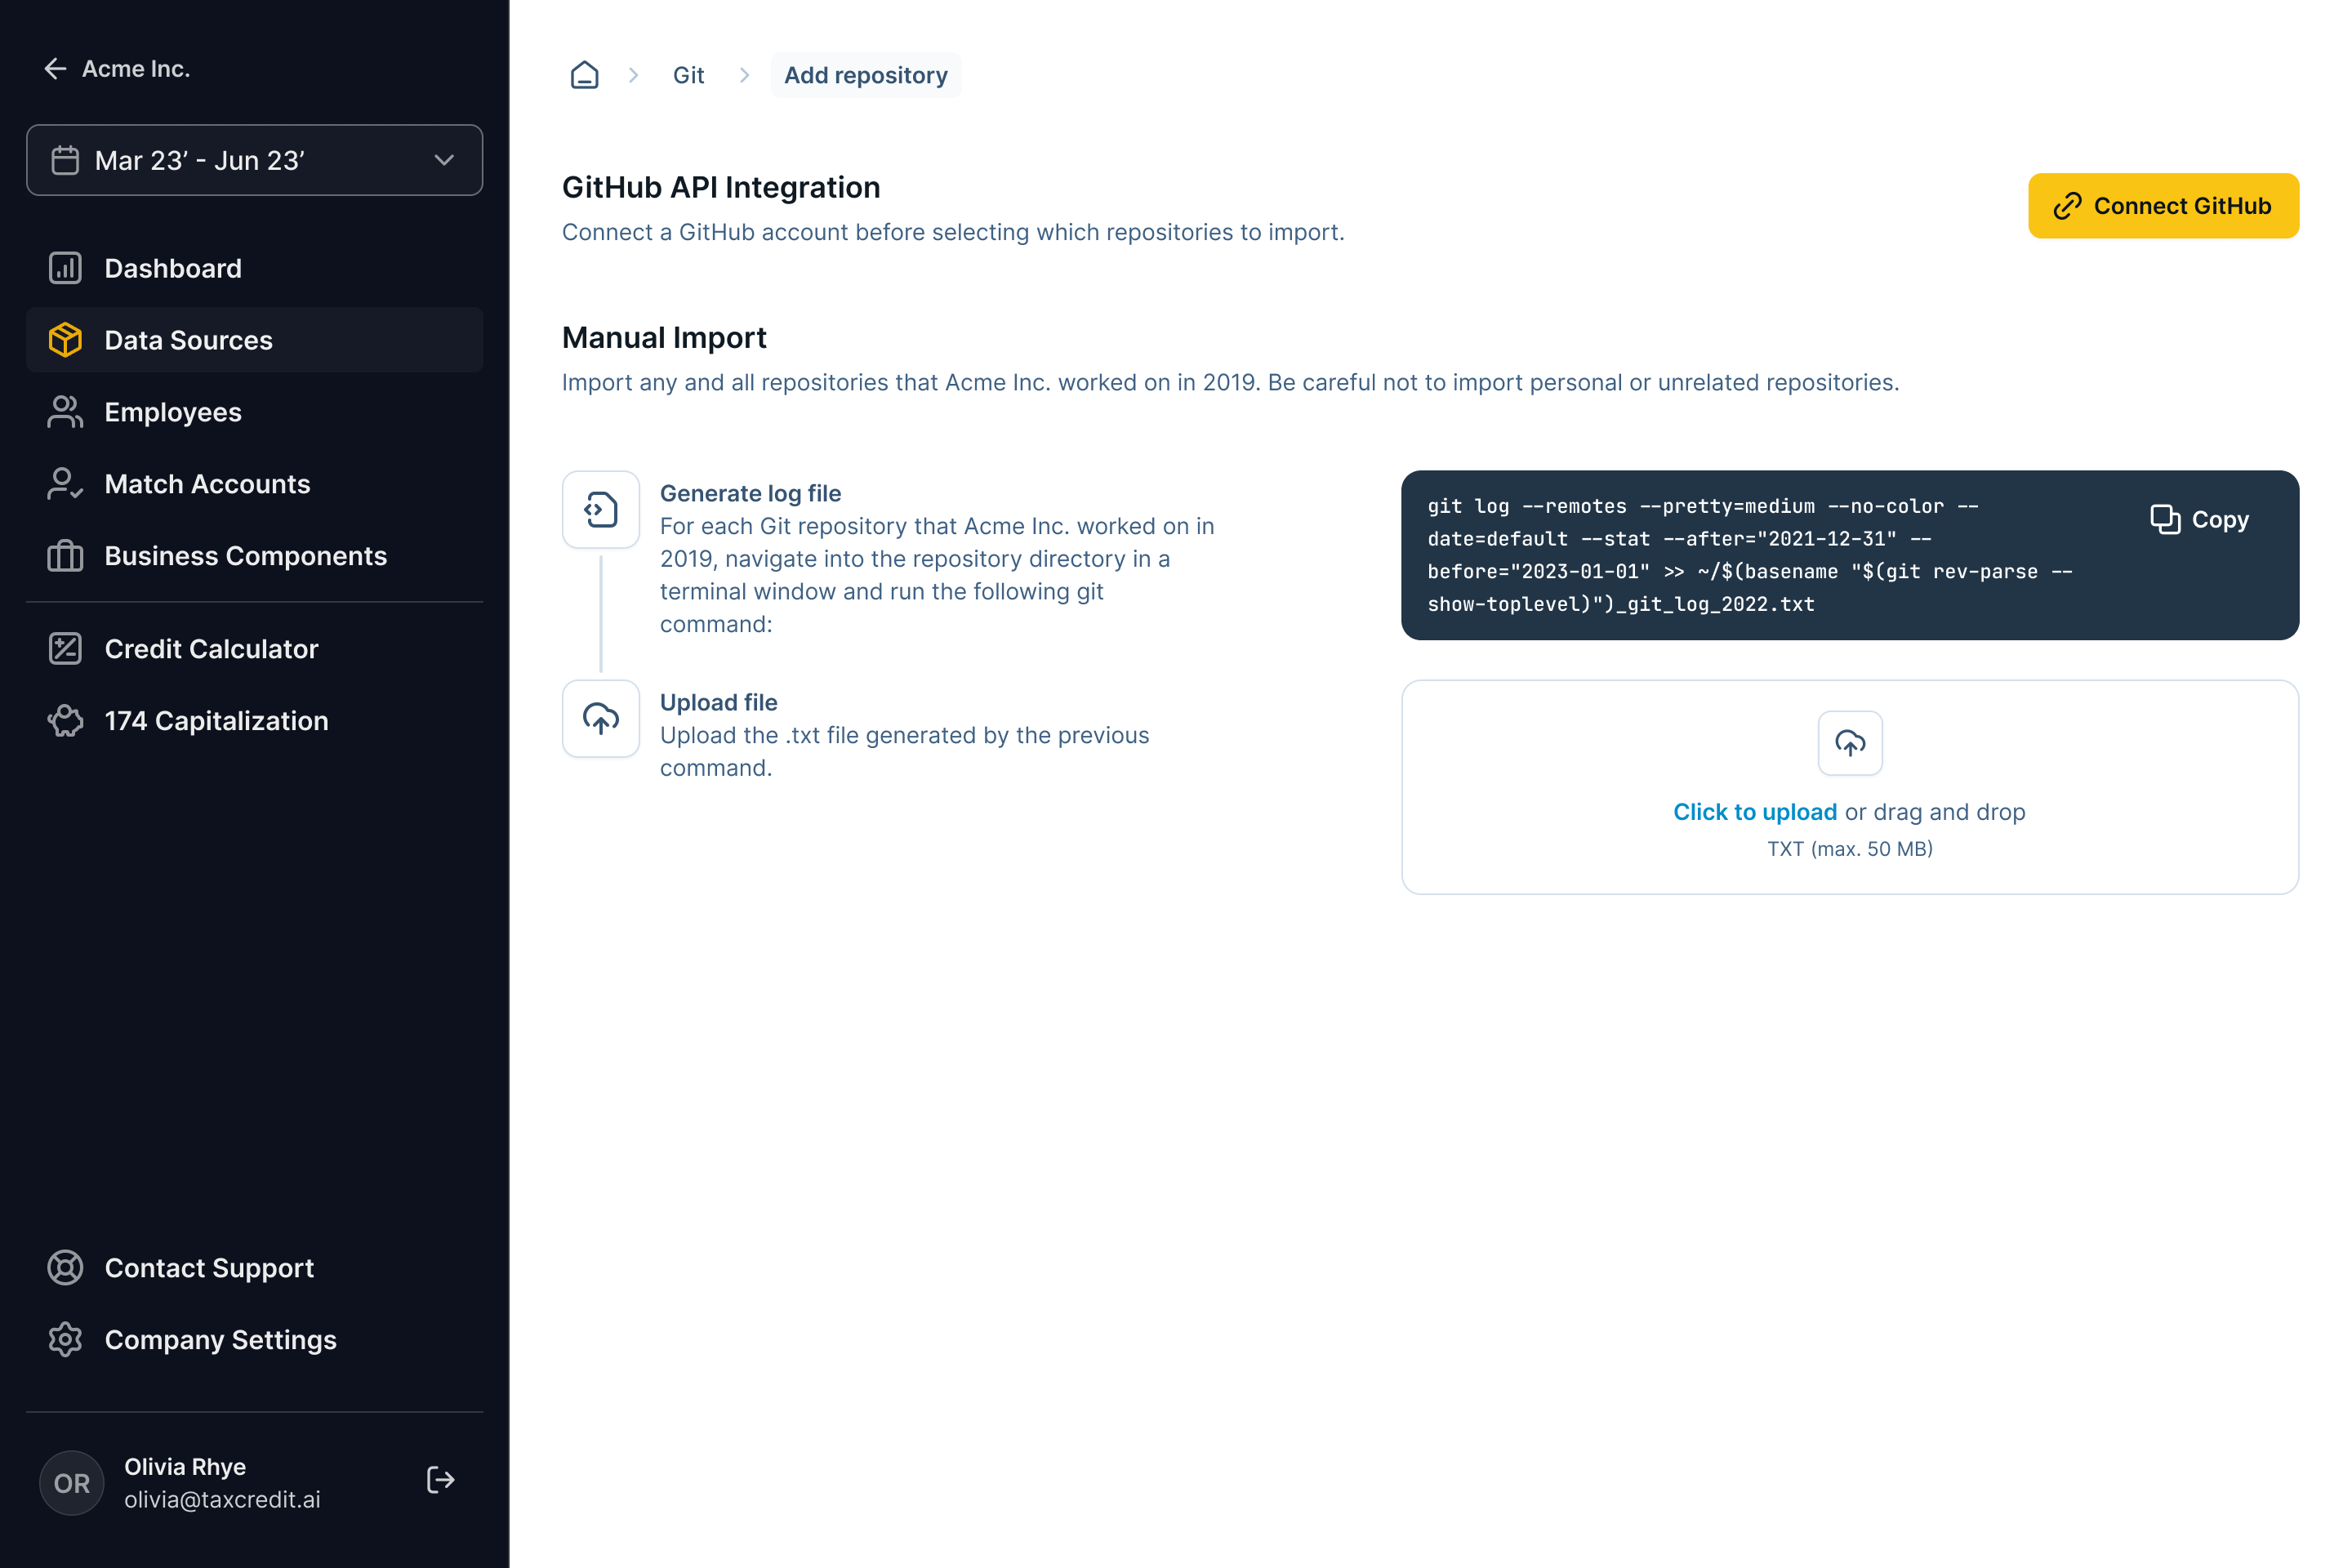 Acme Inc.
Mar 23’ - Jun 23’
Dashboard
Data Sources
Employees
Match Accounts
Business Components
Credit Calculator
174 Capitalization
Contact Support
Company Settings
OR
Olivia Rhye
olivia@taxcredit.ai
Git
Add repository
GitHub API Integration
Connect a GitHub account before selecting which repositories to import.
Connect GitHub
Manual Import
Import any and all repositories that Acme Inc. worked on in 2019. Be careful not to import personal or unrelated repositories.
Generate log file
For each Git repository that Acme Inc. worked on in
2019, navigate into the repository directory in a
terminal window and run the following git
command:
git log --remotes --pretty=medium --no-color --
date=default --stat --after="2021-12-31" --
before="2023-01-01" >> ~/$(basename "$(git rev-parse --
show-toplevel)")_git_log_2022.txt
Copy
Upload file
Upload the .txt file generated by the previous
command.
Click to upload or drag and drop
TXT (max. 50 MB)